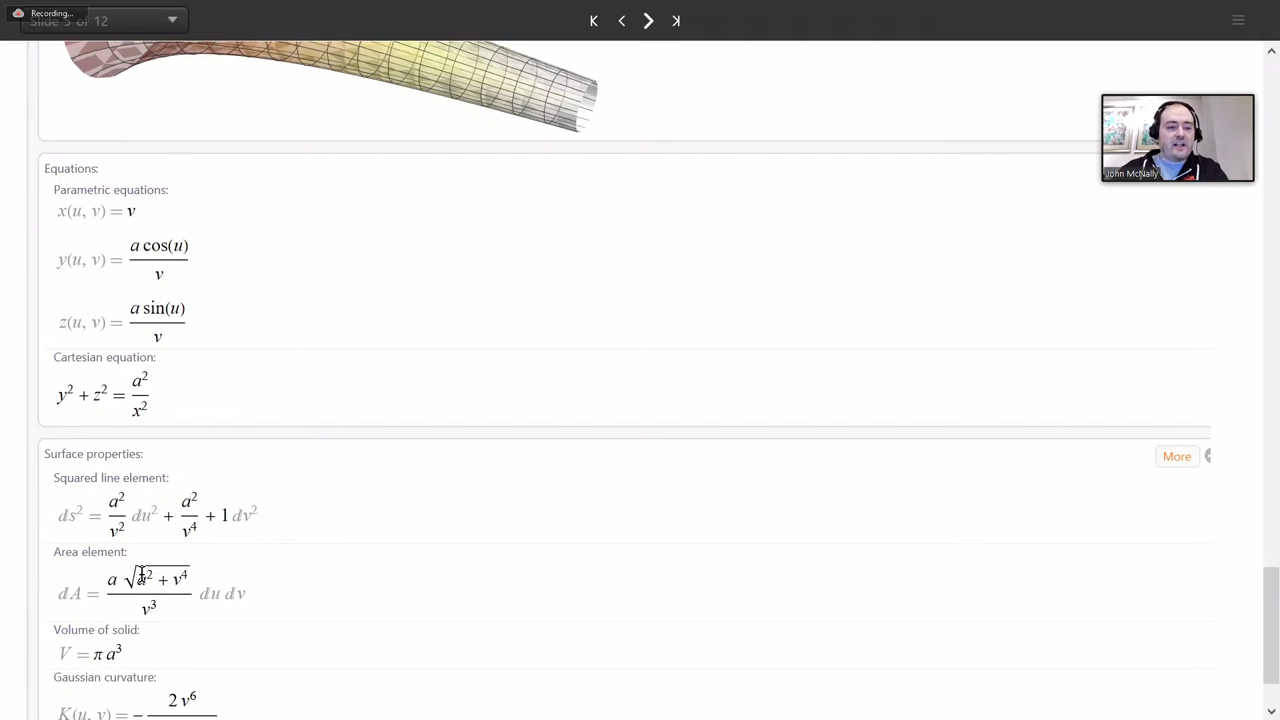 Recording...
Slide 5 of 12
John McNally
Equations:
Parametric equations:
x(u, v) = v
y(u, v) = a cos(u) / v
z(u, v) = a sin(u) / v
Cartesian equation:
y² + z² = a² / x²
Surface properties:
More
Squared line element:
ds² = a²/v² du² + a²/v⁴ + 1 dv²
Area element:
dA = a √(a² + v⁴) / v³ du dv
Volume of solid:
V = π a³
Gaussian curvature:
K(u, v) = - 2 v⁶